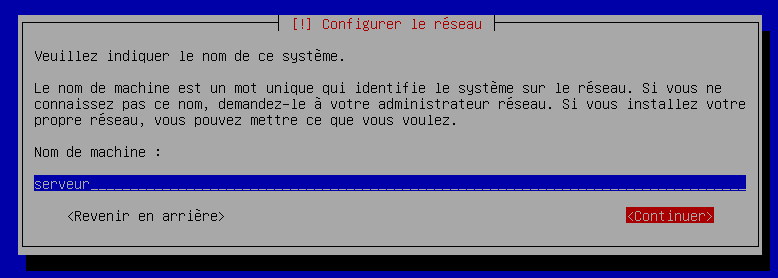 [!] Configurer le réseau
Veuillez indiquer le nom de ce système.
Le nom de machine est un mot unique qui identifie le système sur le réseau. Si vous ne
connaissez pas ce nom, demandez-le à votre administrateur réseau. Si vous installez votre
propre réseau, vous pouvez mettre ce que vous voulez.
Nom de machine :
serveur
<Revenir en arrière> <Continuer>